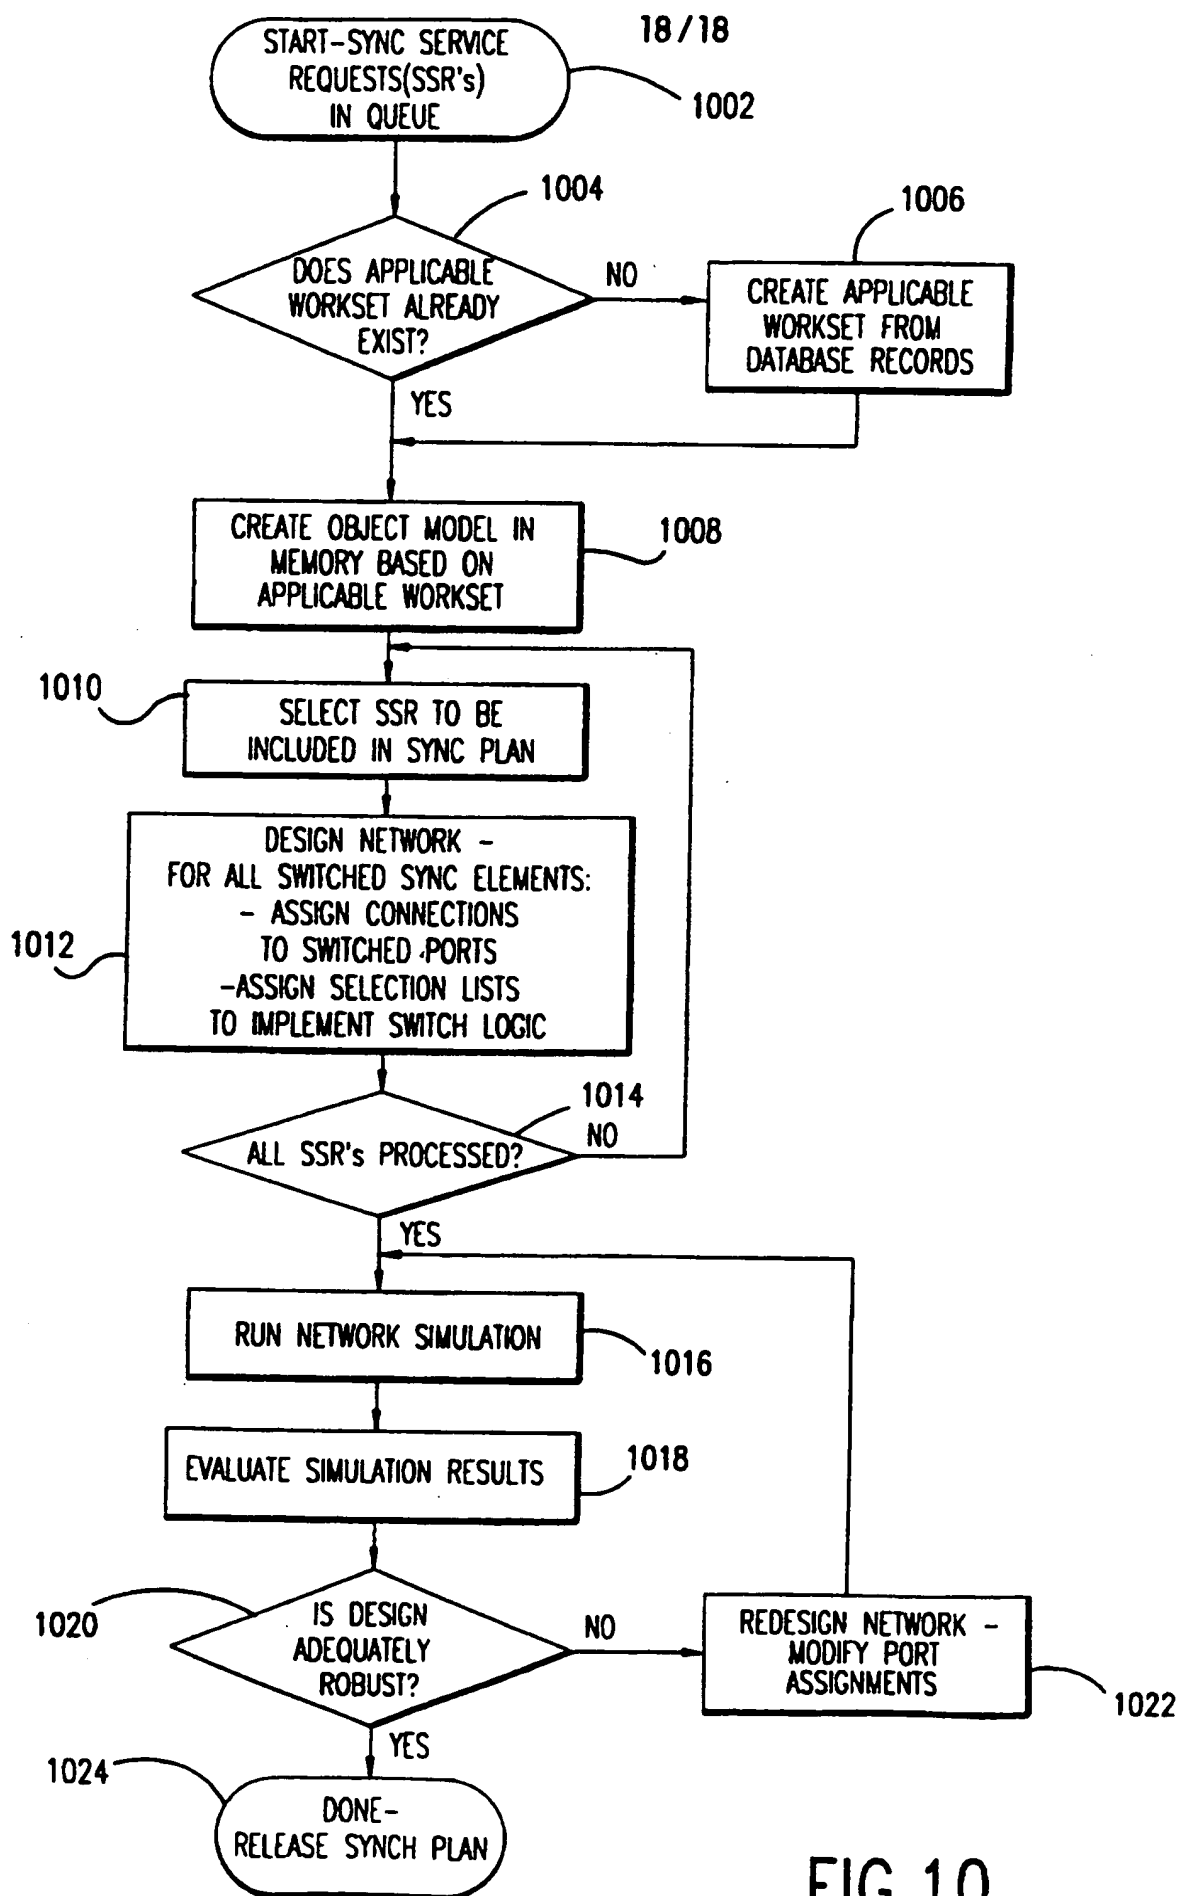 18/18
START-SYNC SERVICE
REQUESTS(SSR's)
IN QUEUE
1002
1004
DOES APPLICABLE
WORKSET ALREADY
EXIST?
NO
YES
1006
CREATE APPLICABLE
WORKSET FROM
DATABASE RECORDS
CREATE OBJECT MODEL IN
MEMORY BASED ON
APPLICABLE WORKSET
1008
1010
SELECT SSR TO BE
INCLUDED IN SYNC PLAN
1012
DESIGN NETWORK -
FOR ALL SWITCHED SYNC ELEMENTS:
- ASSIGN CONNECTIONS
TO SWITCHED PORTS
-ASSIGN SELECTION LISTS
TO IMPLEMENT SWITCH LOGIC
1014
ALL SSR's PROCESSED?
NO
YES
RUN NETWORK SIMULATION
1016
EVALUATE SIMULATION RESULTS
1018
1020
IS DESIGN
ADEQUATELY
ROBUST?
NO
REDESIGN NETWORK -
MODIFY PORT
ASSIGNMENTS
1022
YES
1024
DONE-
RELEASE SYNCH PLAN
FIG.10